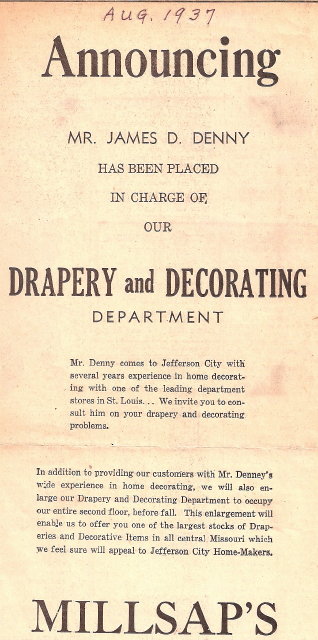 AUG. 1937
Announcing
MR. JAMES D. DENNY
HAS BEEN PLACED
IN CHARGE OF
OUR
DRAPERY and DECORATING
DEPARTMENT
Mr. Denny comes to Jefferson City with
several years experience in home decorat-
ing with one of the leading department
stores in St. Louis... We invite you to con-
sult him on your drapery and decorating
problems.
In addition to providing our customers with Mr. Denney's
wide experience in home decorating, we will also en-
large our Drapery and Decorating Department to occupy
our entire second floor, before fall. This enlargement will
enable us to offer you one of the largest stocks of Drap-
eries and Decorative Items in all central Missouri which
we feel sure will appeal to Jefferson City Home-Makers.
MILLSAP'S